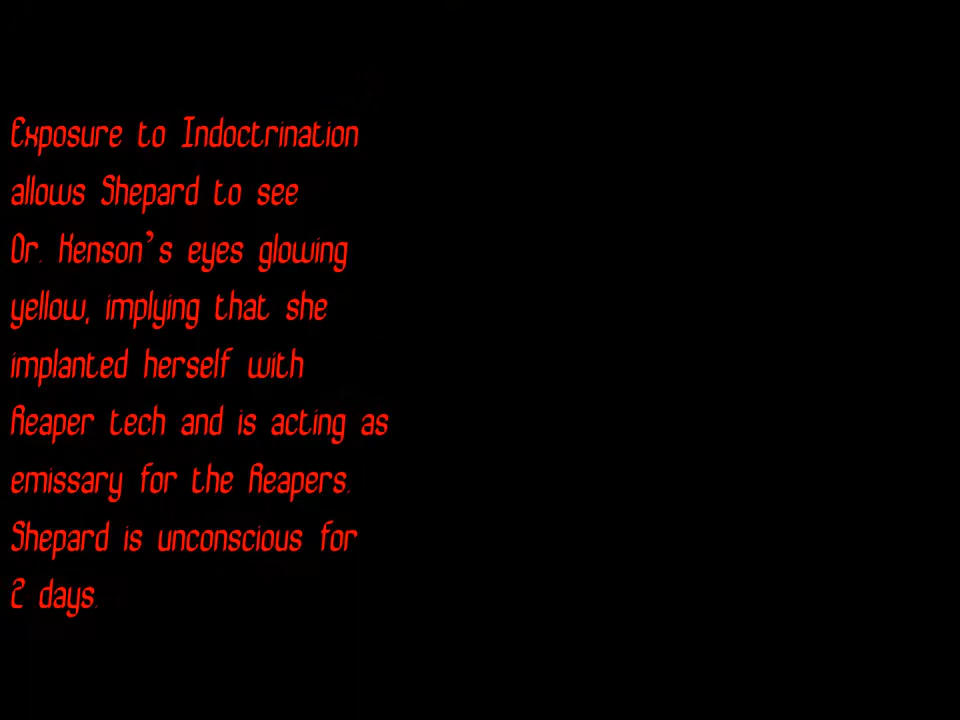 Exposure to Indoctrination
allows Shepard to see
Dr. Kenson’s eyes glowing
yellow, implying that she
implanted herself with
Reaper tech and is acting as
emissary for the Reapers.
Shepard is unconscious for
2 days.